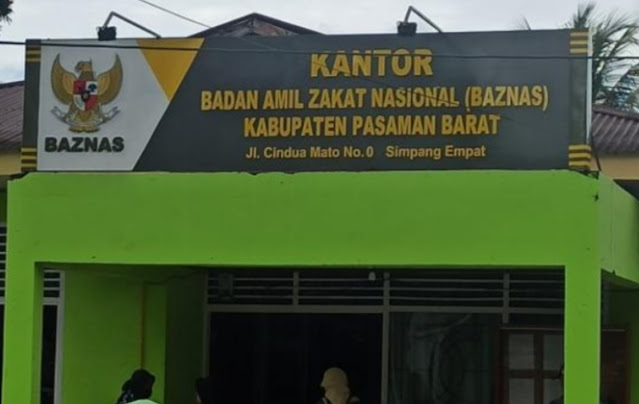 BAZNAS
KANTOR
BADAN AMIL ZAKAT NASIONAL (BAZNAS)
KABUPATEN PASAMAN BARAT
Jl. Cindua Mato No. 0 Simpang Empat